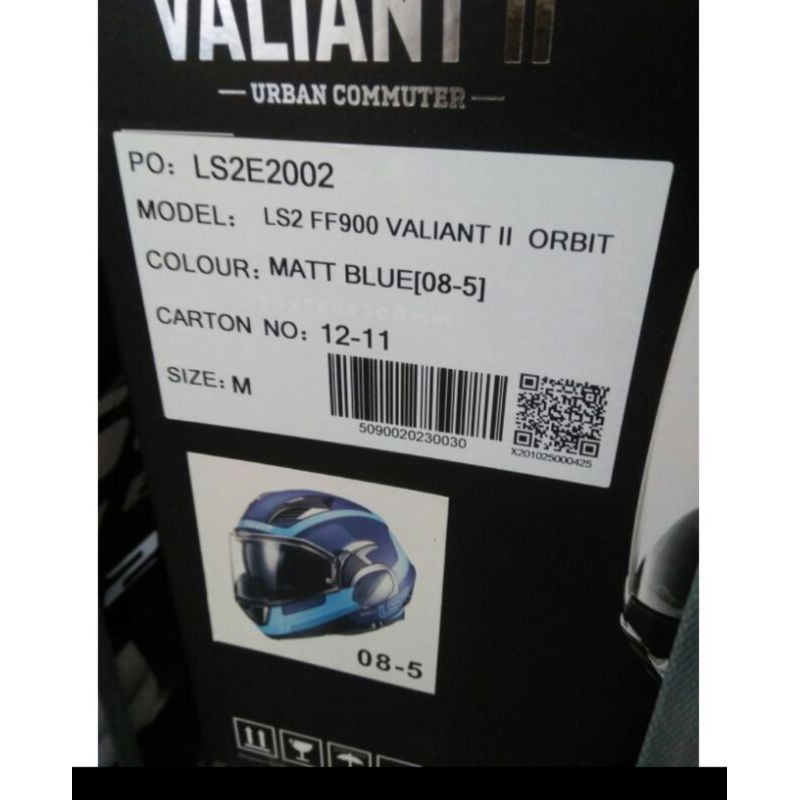 VALIANT II
URBAN COMMUTER
PO: LS2E2002
MODEL: LS2 FF900 VALIANT II ORBIT
COLOUR: MATT BLUE[08-5]
CARTON NO: 12-11
SIZE: M
5090020230030
X201025000425
08-5